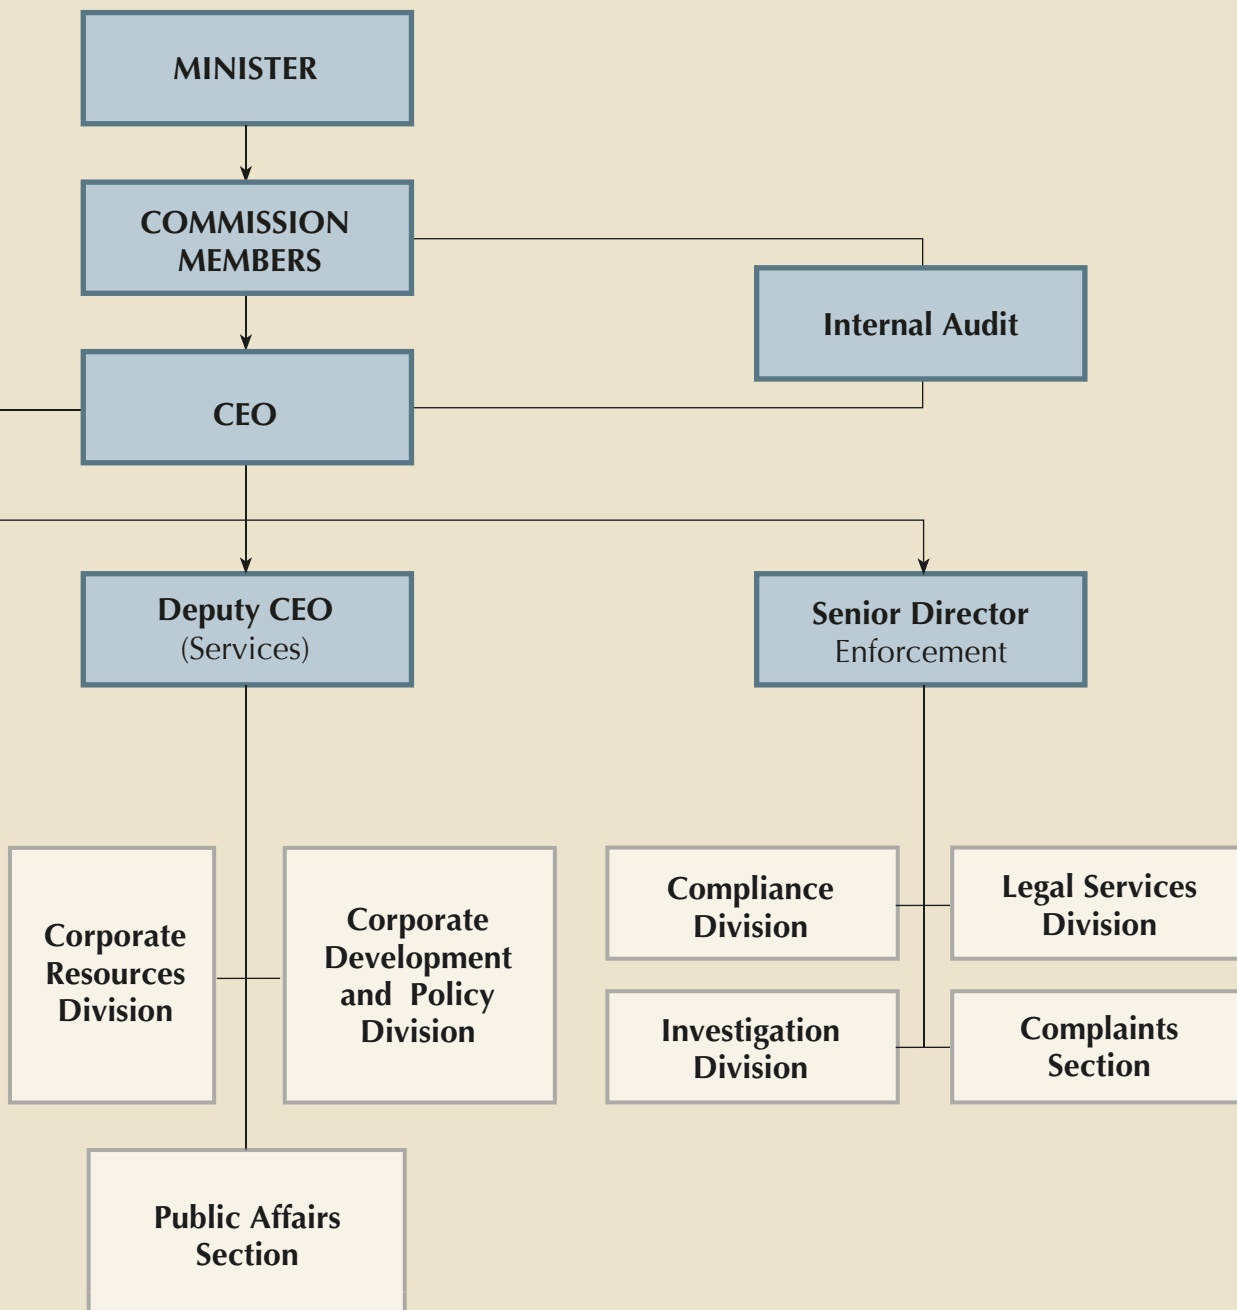 MINISTER
COMMISSION
MEMBERS
Internal Audit
CEO
Deputy CEO
(Services)
Senior Director
Enforcement
Corporate
Resources
Division
Corporate
Development
and Policy
Division
Compliance
Division
Legal Services
Division
Investigation
Division
Complaints
Section
Public Affairs
Section